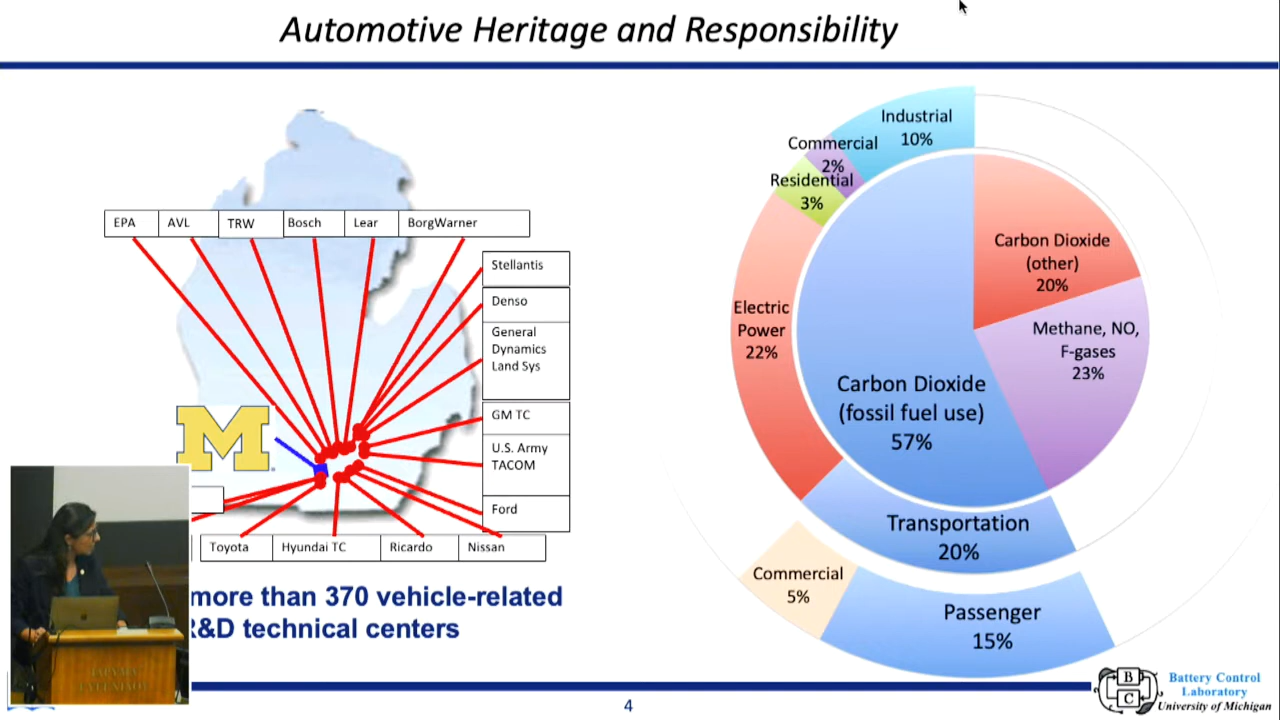 Automotive Heritage and Responsibility
EPA
AVL
TRW
Bosch
Lear
BorgWarner
Stellantis
Denso
General
Dynamics
Land Sys
GM TC
U.S. Army
TACOM
Ford
Toyota
Hyundai TC
Ricardo
Nissan
M
more than 370 vehicle-related
R&D technical centers
Industrial
10%
Commercial
2%
Residential
3%
Electric
Power
22%
Carbon Dioxide
(other)
20%
Methane, NO,
F-gases
23%
Carbon Dioxide
(fossil fuel use)
57%
Transportation
20%
Commercial
5%
Passenger
15%
4
B
C
Battery Control
Laboratory
University of Michigan